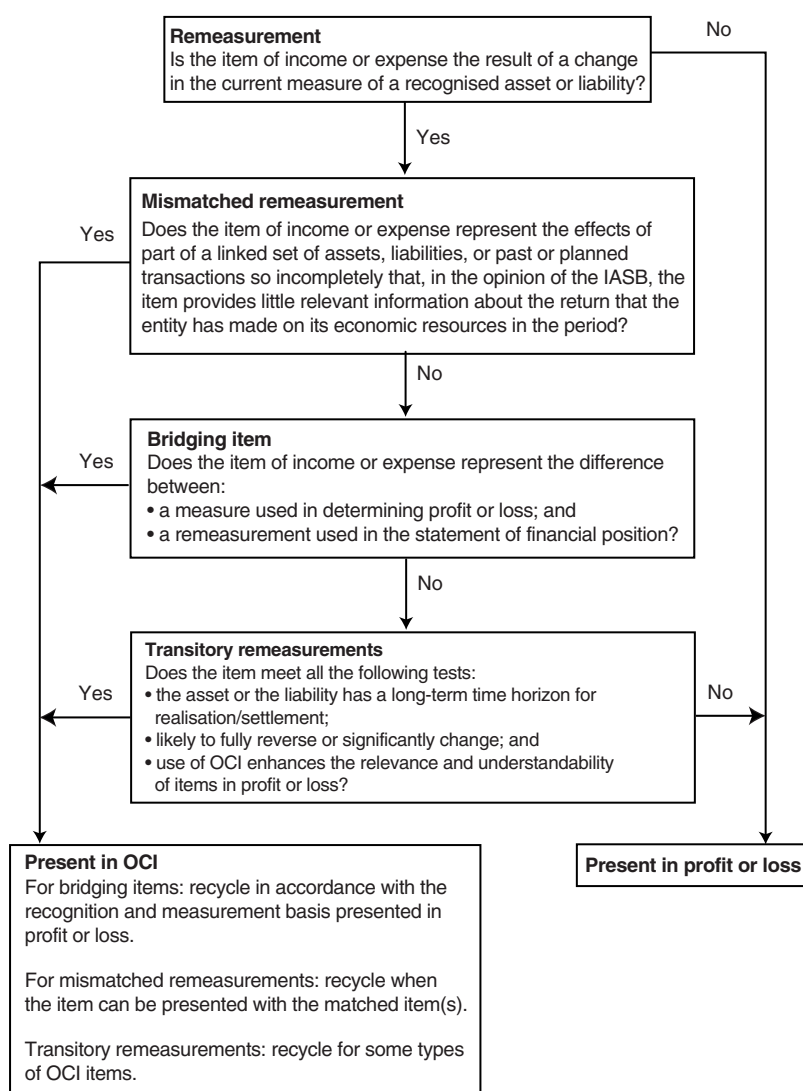 Remeasurement
Is the item of income or expense the result of a change
in the current measure of a recognised asset or liability?
No
Yes
Mismatched remeasurement
Does the item of income or expense represent the effects of
part of a linked set of assets, liabilities, or past or planned
transactions so incompletely that, in the opinion of the IASB, the
item provides little relevant information about the return that the
entity has made on its economic resources in the period?
Yes
No
Bridging item
Does the item of income or expense represent the difference
between:
• a measure used in determining profit or loss; and
• a remeasurement used in the statement of financial position?
Yes
No
Transitory remeasurements
Does the item meet all the following tests:
• the asset or the liability has a long-term time horizon for
realisation/settlement;
• likely to fully reverse or significantly change; and
• use of OCI enhances the relevance and understandability
of items in profit or loss?
Yes
No
Present in OCI
For bridging items: recycle in accordance with the
recognition and measurement basis presented in
profit or loss.
For mismatched remeasurements: recycle when
the item can be presented with the matched item(s).
Transitory remeasurements: recycle for some types
of OCI items.
Present in profit or loss